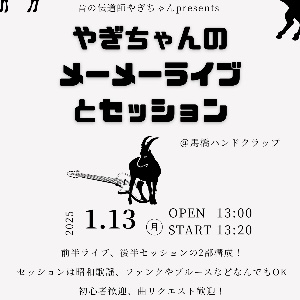 音の伝道師やぎちゃんpresents
やぎちゃんの
メーメーライブ
とセッション
@馬橋ハンドクラップ
2025
1.13
月
OPEN 13:00
START 13:20
前半ライブ、後半セッションの2部構成！
セッションは昭和歌謡、ファンクやブルースなどなんでもOK
初心者歓迎、曲リクエスト歓迎！